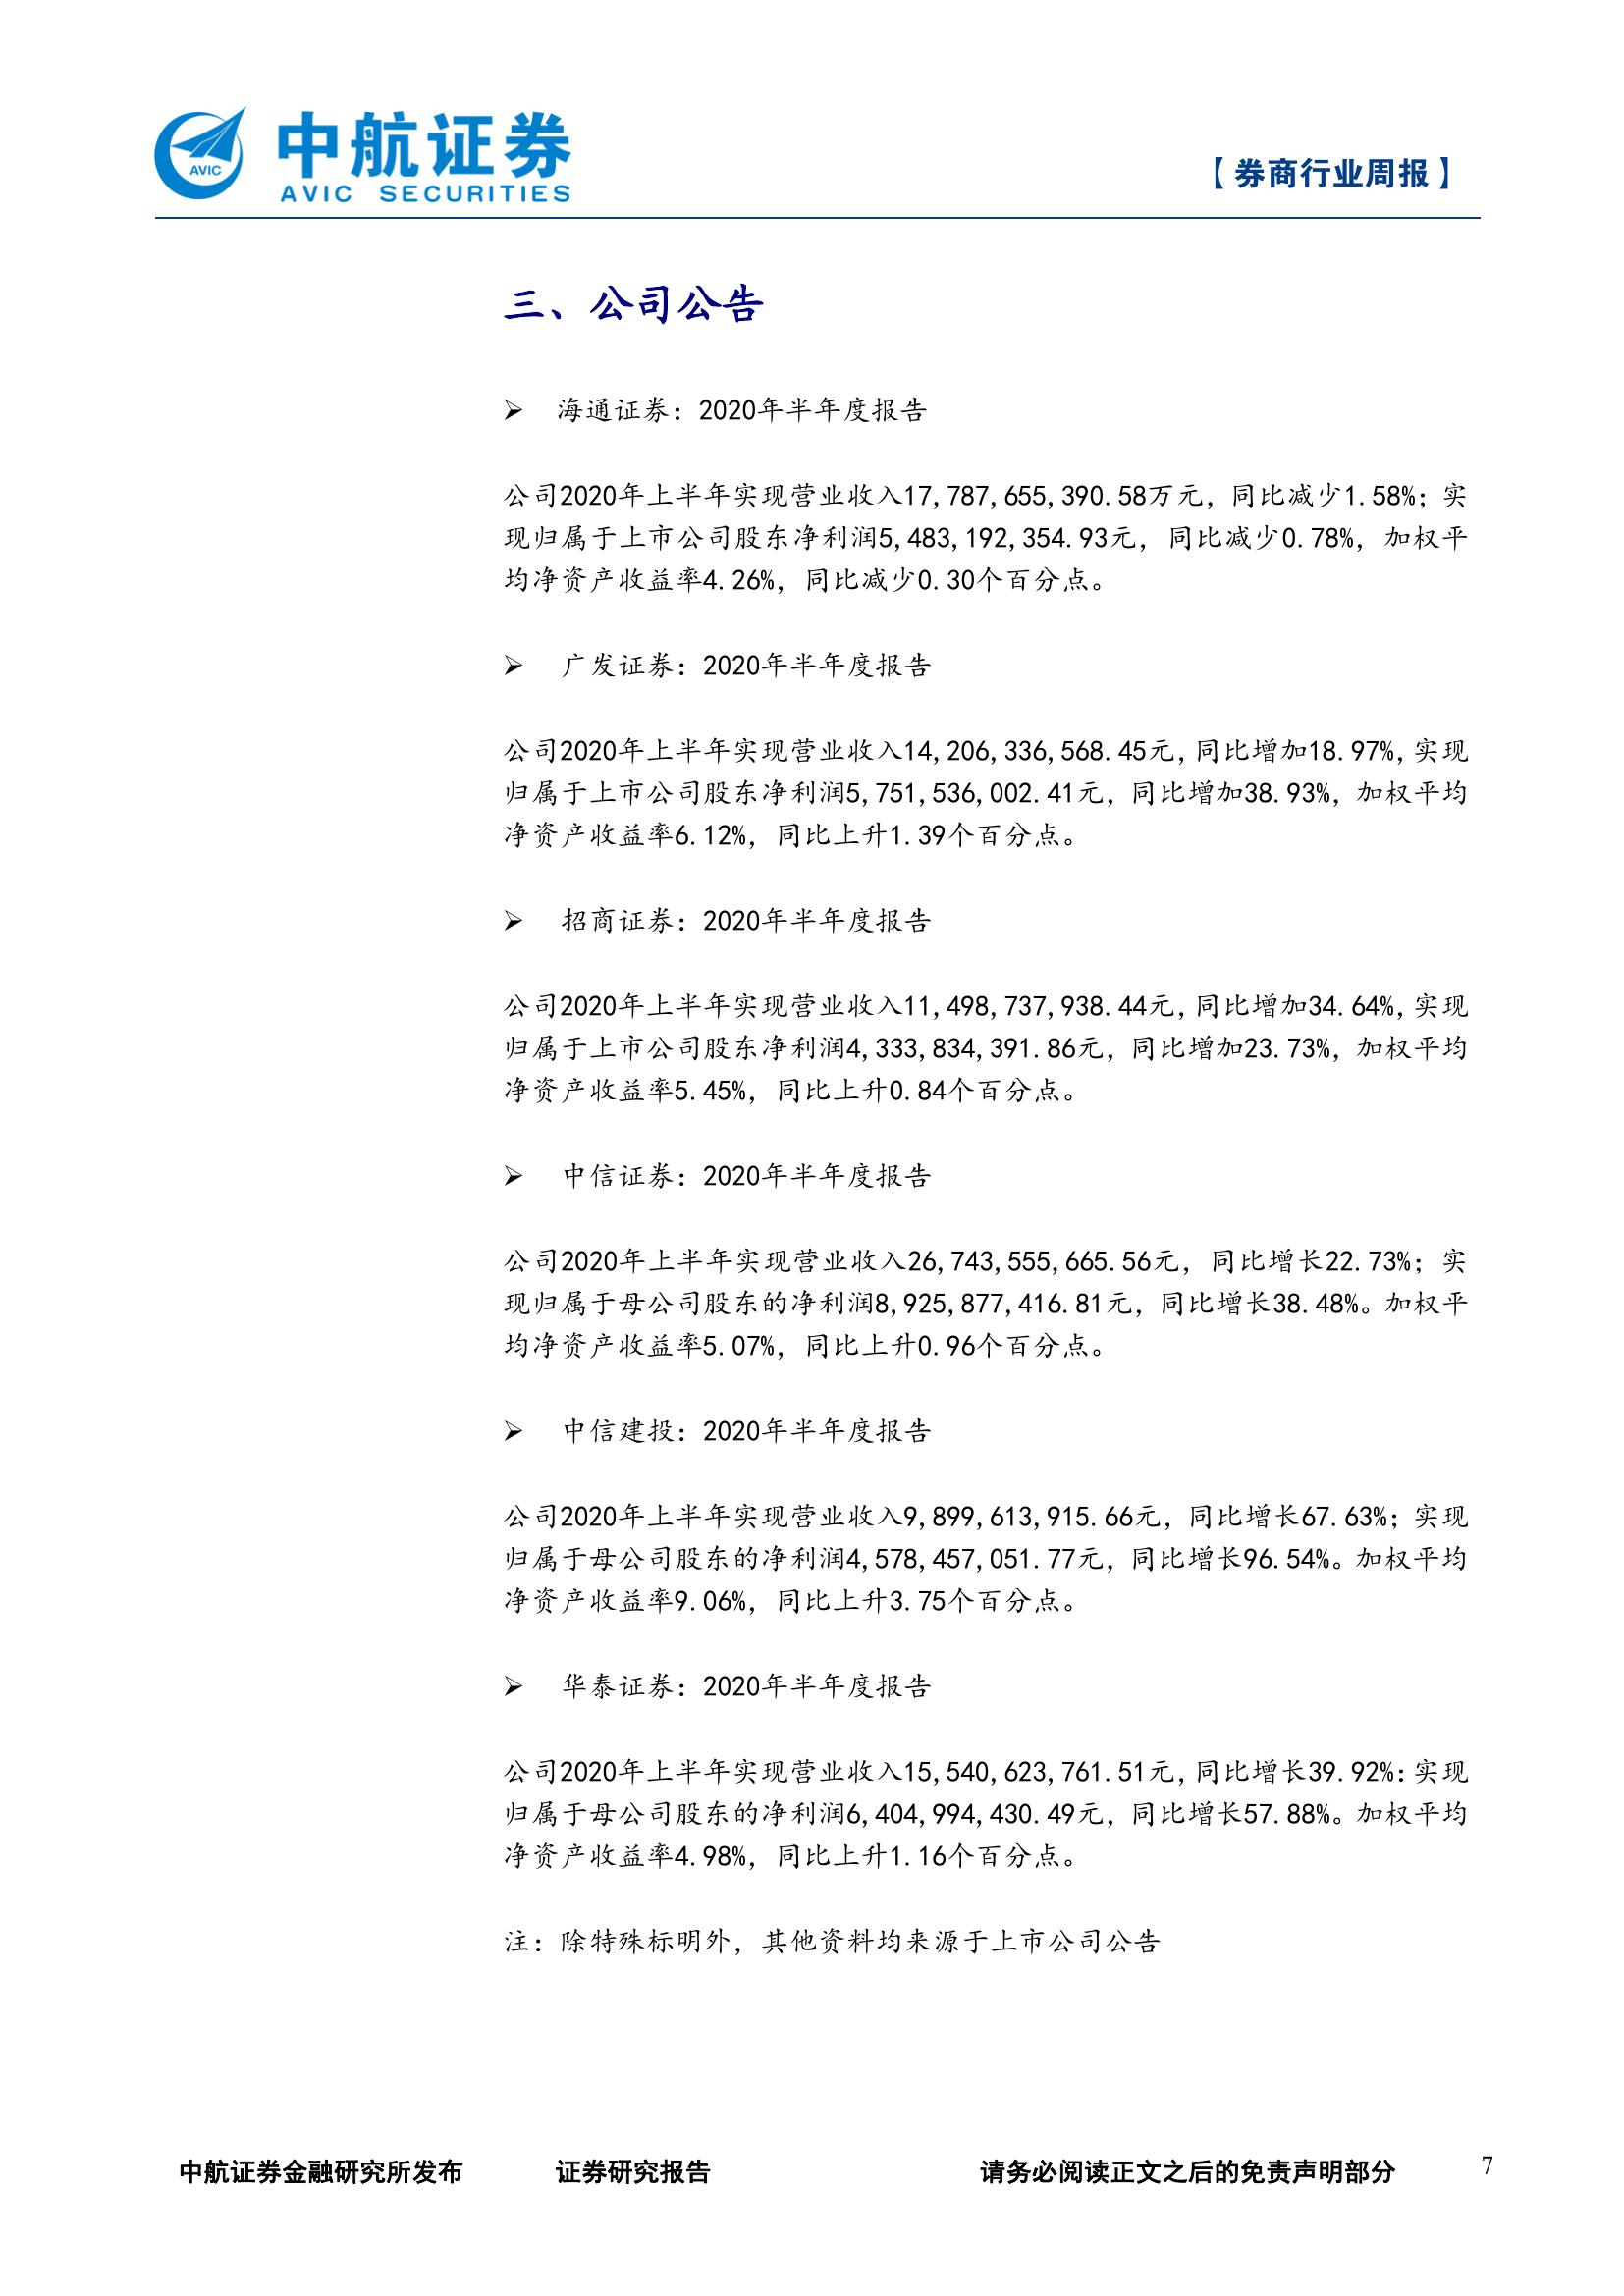 AVIC
中航证券
AVIC SECURITIES
【券商行业周报】
三、公司公告
➢ 海通证券：2020年半年度报告
公司2020年上半年实现营业收入17,787,655,390.58万元，同比减少1.58%；实
现归属于上市公司股东净利润5,483,192,354.93元，同比减少0.78%，加权平
均净资产收益率4.26%，同比减少0.30个百分点。
➢ 广发证券：2020年半年度报告
公司2020年上半年实现营业收入14,206,336,568.45元，同比增加18.97%，实现
归属于上市公司股东净利润5,751,536,002.41元，同比增加38.93%，加权平均
净资产收益率6.12%，同比上升1.39个百分点。
➢ 招商证券：2020年半年度报告
公司2020年上半年实现营业收入11,498,737,938.44元，同比增加34.64%，实现
归属于上市公司股东净利润4,333,834,391.86元，同比增加23.73%，加权平均
净资产收益率5.45%，同比上升0.84个百分点。
➢ 中信证券：2020年半年度报告
公司2020年上半年实现营业收入26,743,555,665.56元，同比增长22.73%；实
现归属于母公司股东的净利润8,925,877,416.81元，同比增长38.48%。加权平
均净资产收益率5.07%，同比上升0.96个百分点。
➢ 中信建投：2020年半年度报告
公司2020年上半年实现营业收入9,899,613,915.66元，同比增长67.63%；实现
归属于母公司股东的净利润4,578,457,051.77元，同比增长96.54%。加权平均
净资产收益率9.06%，同比上升3.75个百分点。
➢ 华泰证券：2020年半年度报告
公司2020年上半年实现营业收入15,540,623,761.51元，同比增长39.92%：实现
归属于母公司股东的净利润6,404,994,430.49元，同比增长57.88%。加权平均
净资产收益率4.98%，同比上升1.16个百分点。
注：除特殊标明外，其他资料均来源于上市公司公告
中航证券金融研究所发布 证券研究报告 请务必阅读正文之后的免责声明部分 7